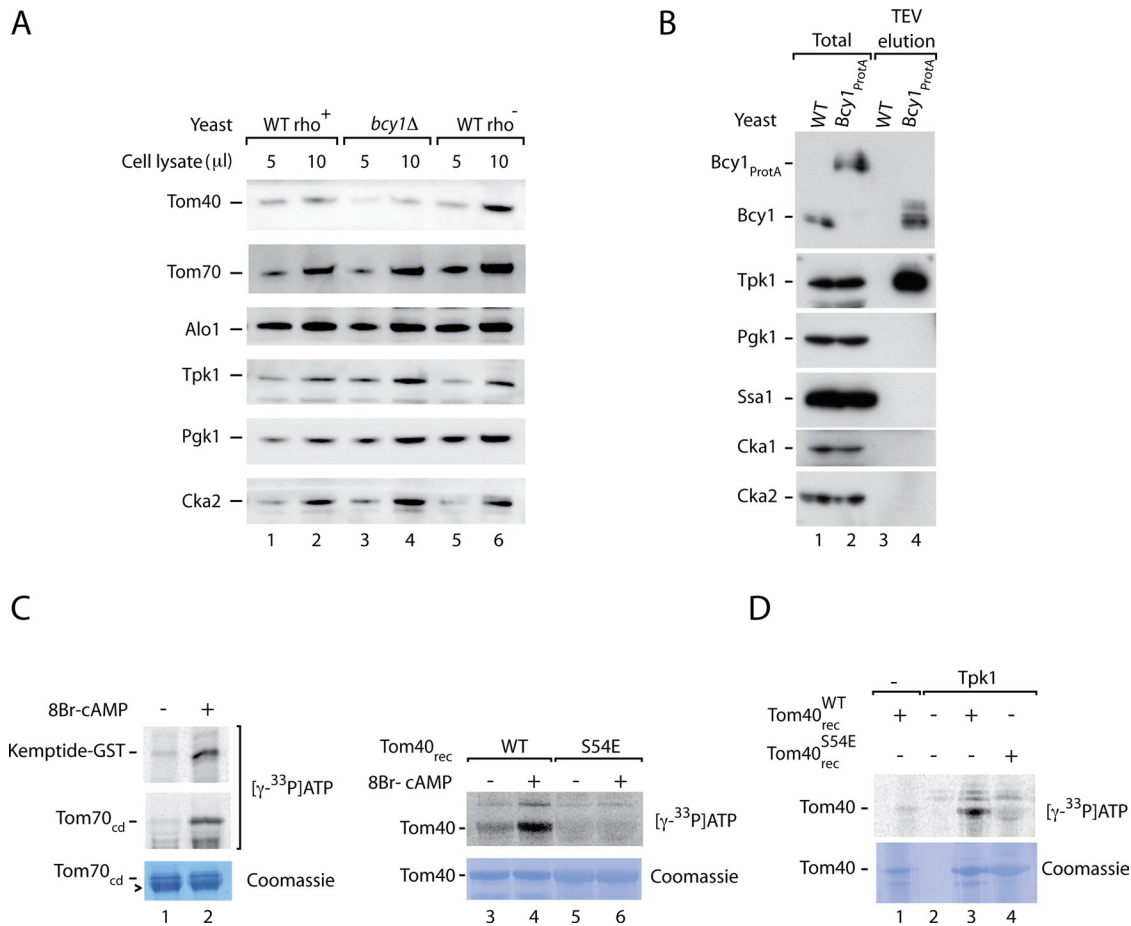 A
Yeast WT rho+ bcy1Δ WT rho-
Cell lysate (μl) 5 10 5 10 5 10
Tom40
Tom70
Alo1
Tpk1
Pgk1
Cka2
1 2 3 4 5 6
B
Total TEV elution
Yeast WT Bcy1ProtA WT Bcy1ProtA
Bcy1ProtA
Bcy1
Tpk1
Pgk1
Ssa1
Cka1
Cka2
1 2 3 4
C
8Br-cAMP - +
Kemptide-GST
[γ-33P]ATP
Tom70cd
Tom70cd Coomassie
>
1 2
Tom40rec WT S54E
8Br- cAMP - + - +
Tom40 [γ-33P]ATP
Tom40 Coomassie
3 4 5 6
D
- Tpk1
Tom40recWT + - + -
Tom40recS54E - - - +
Tom40 [γ-33P]ATP
Tom40 Coomassie
1 2 3 4